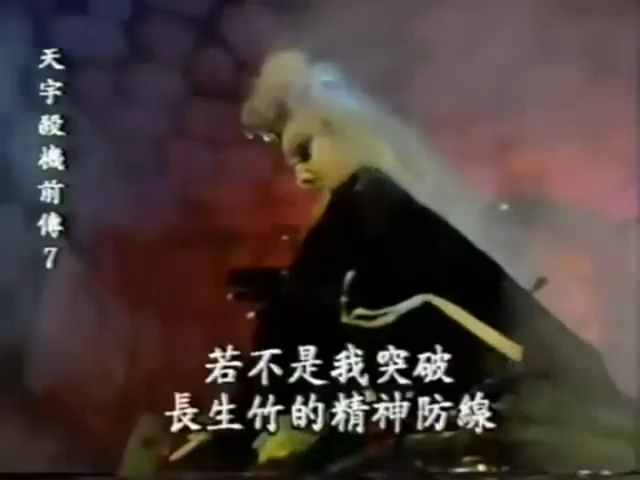 天宇殺機前傳7
若不是我突破
長生竹的精神防線